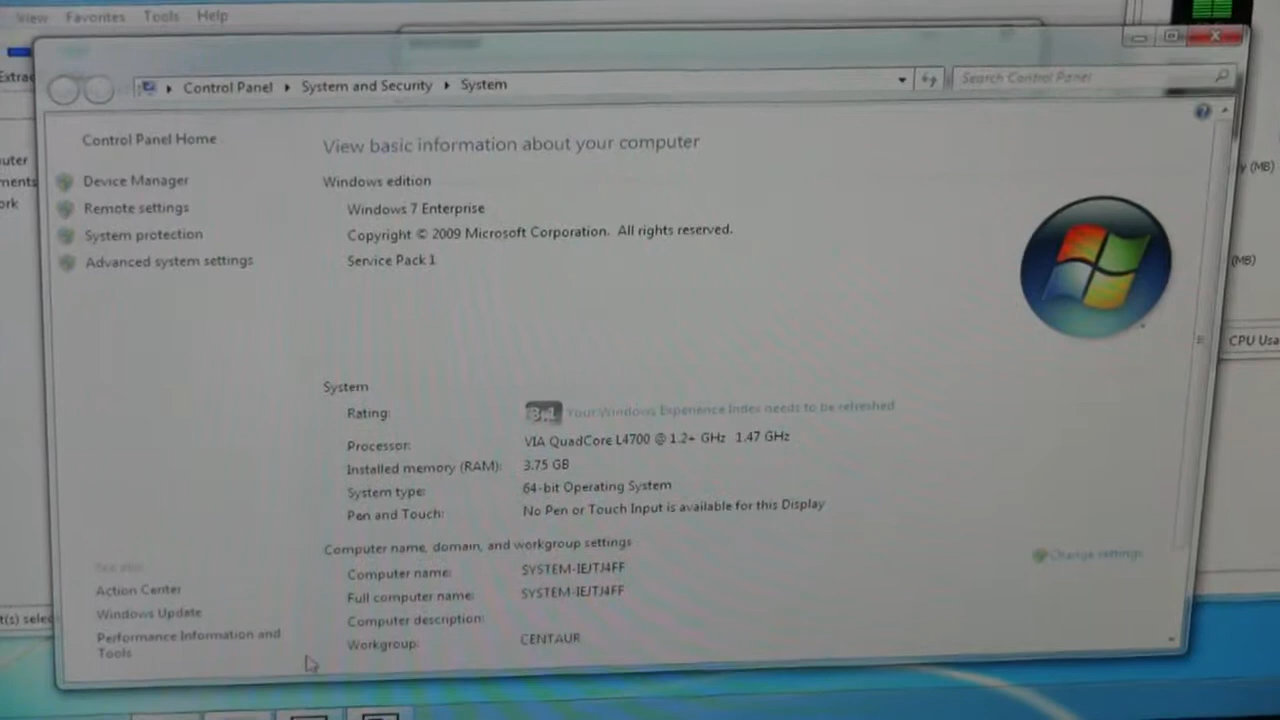 View Favorites Tools Help
Control Panel System and Security System
Search Control Panel
Control Panel Home
View basic information about your computer
Device Manager
Windows edition
Remote settings
Windows 7 Enterprise
System protection
Copyright © 2009 Microsoft Corporation. All rights reserved.
Advanced system settings
Service Pack 1
(MB)
(MB)
CPU Usa
System
Rating:
Your Windows Experience Index needs to be refreshed
Processor: VIA QuadCore L4700 @ 1.2+ GHz 1.47 GHz
Installed memory (RAM): 3.75 GB
System type: 64-bit Operating System
Pen and Touch: No Pen or Touch Input is available for this Display
Computer name, domain, and workgroup settings
Change settings
Computer name: SYSTEM-IEJTJ4FF
Full computer name: SYSTEM-IEJTJ4FF
Computer description:
Workgroup: CENTAUR
See also
Action Center
Windows Update
Performance Information and
Tools